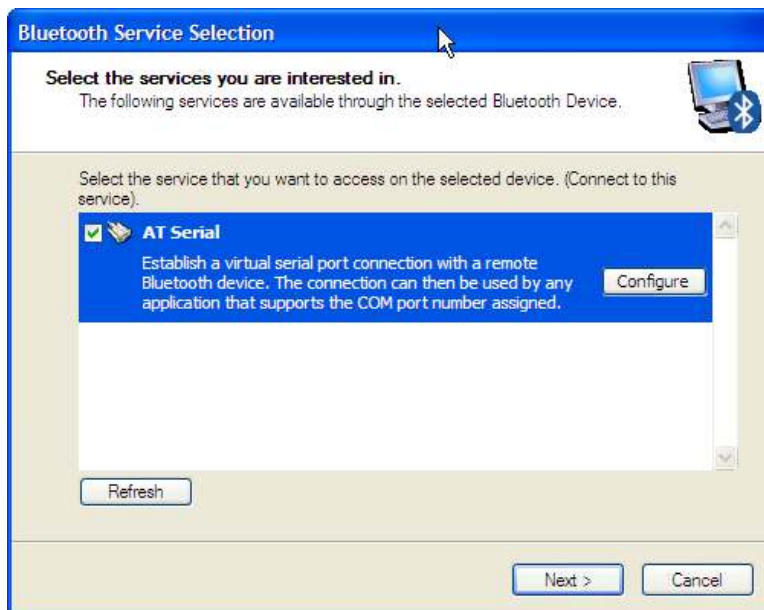 Bluetooth Service Selection
Select the services you are interested in.
The following services are available through the selected Bluetooth Device.
Select the service that you want to access on the selected device. (Connect to this
service).
AT Serial
Establish a virtual serial port connection with a remote
Bluetooth device. The connection can then be used by any
application that supports the COM port number assigned.
Configure
Refresh
Next >
Cancel